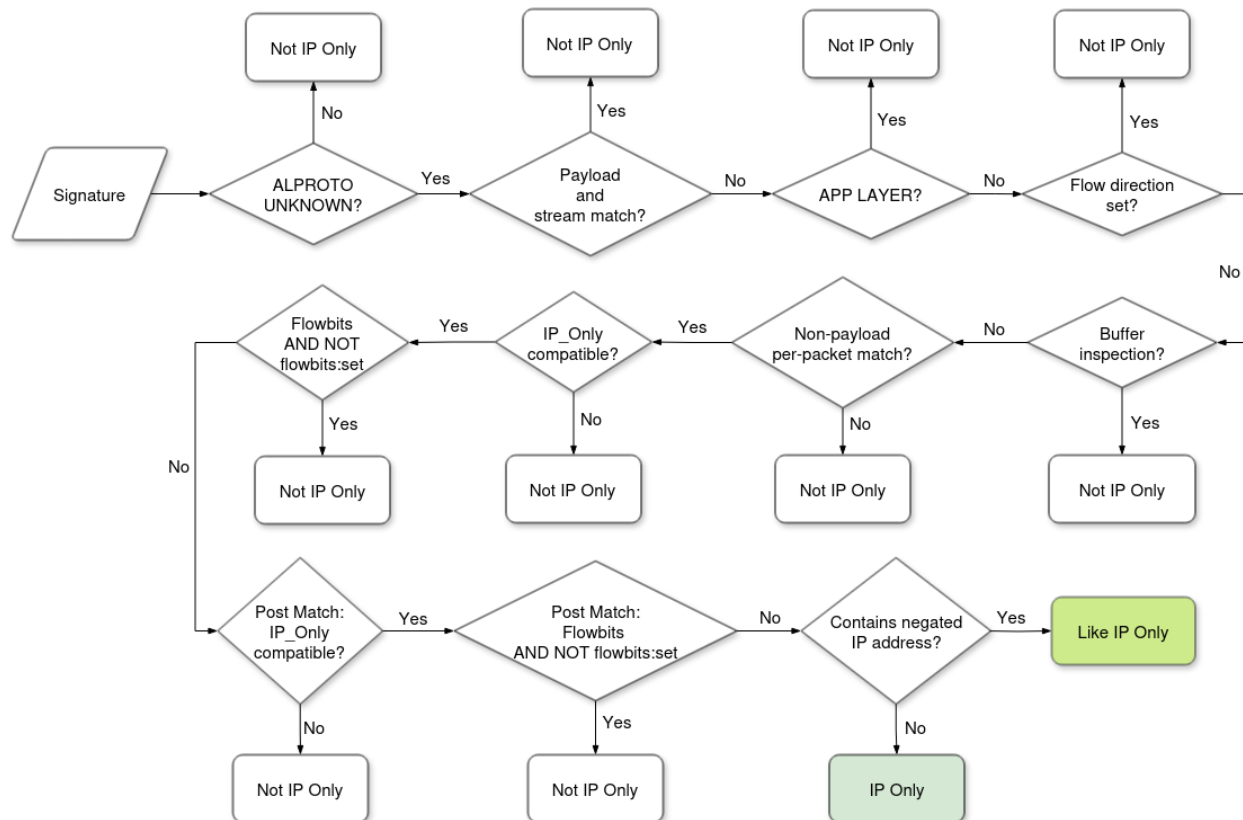 Not IP Only
Not IP Only
Not IP Only
Not IP Only
No
Yes
Yes
Yes
Signature
ALPROTO
UNKNOWN?
Yes
Payload
and
stream match?
No
APP LAYER?
No
Flow direction
set?
No
Flowbits
AND NOT
flowbits:set
Yes
IP_Only
compatible?
Yes
Non-payload
per-packet match?
No
Buffer
inspection?
Yes
No
No
Yes
No
Not IP Only
Not IP Only
Not IP Only
Not IP Only
Post Match:
IP_Only
compatible?
Yes
Post Match:
Flowbits
AND NOT flowbits:set
No
Contains negated
IP address?
Yes
Like IP Only
No
Yes
No
Not IP Only
Not IP Only
IP Only